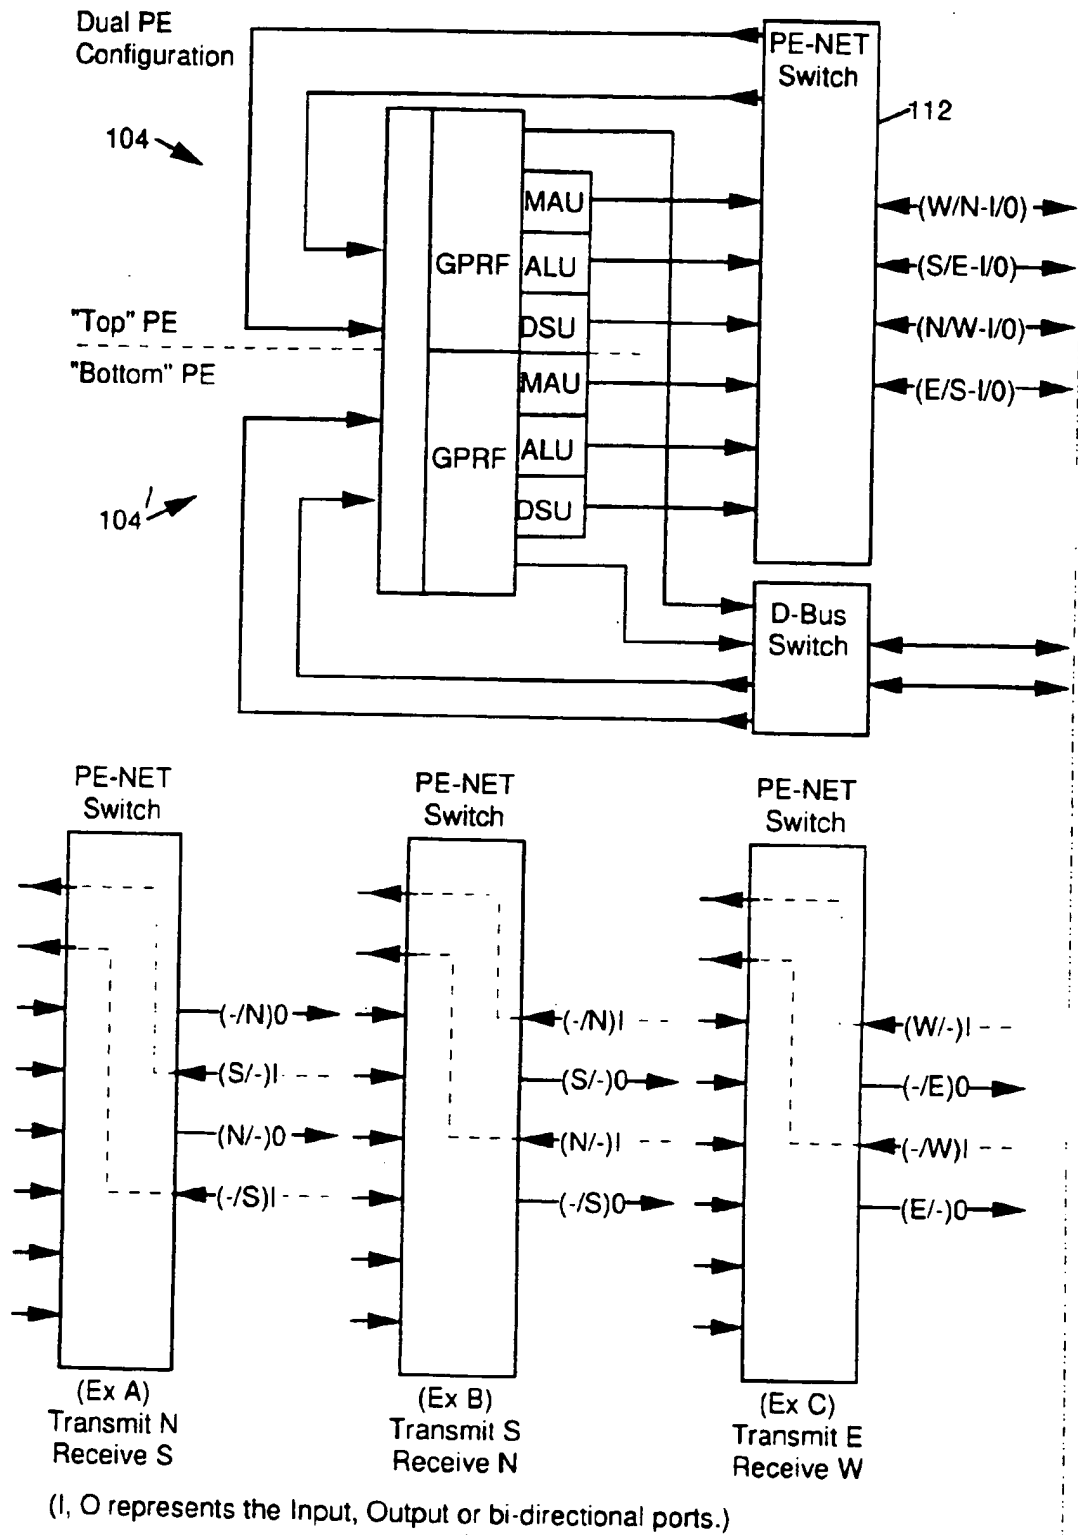 Dual PE
Configuration
PE-NET
Switch
104
112
MAU
(W/N-I/0)
GPRF
ALU
(S/E-I/0)
"Top" PE
DSU
(N/W-I/0)
"Bottom" PE
MAU
(E/S-I/0)
GPRF
ALU
104'
DSU
D-Bus
Switch
PE-NET
Switch
PE-NET
Switch
PE-NET
Switch
(-/N)0
(S/-)I
(N/-)0
(-/S)I
(-/N)I
(S/-)0
(N/-)I
(-/S)0
(W/-)I
(-/E)0
(-/W)I
(E/-)0
(Ex A)
Transmit N
Receive S
(Ex B)
Transmit S
Receive N
(Ex C)
Transmit E
Receive W
(I, O represents the Input, Output or bi-directional ports.)